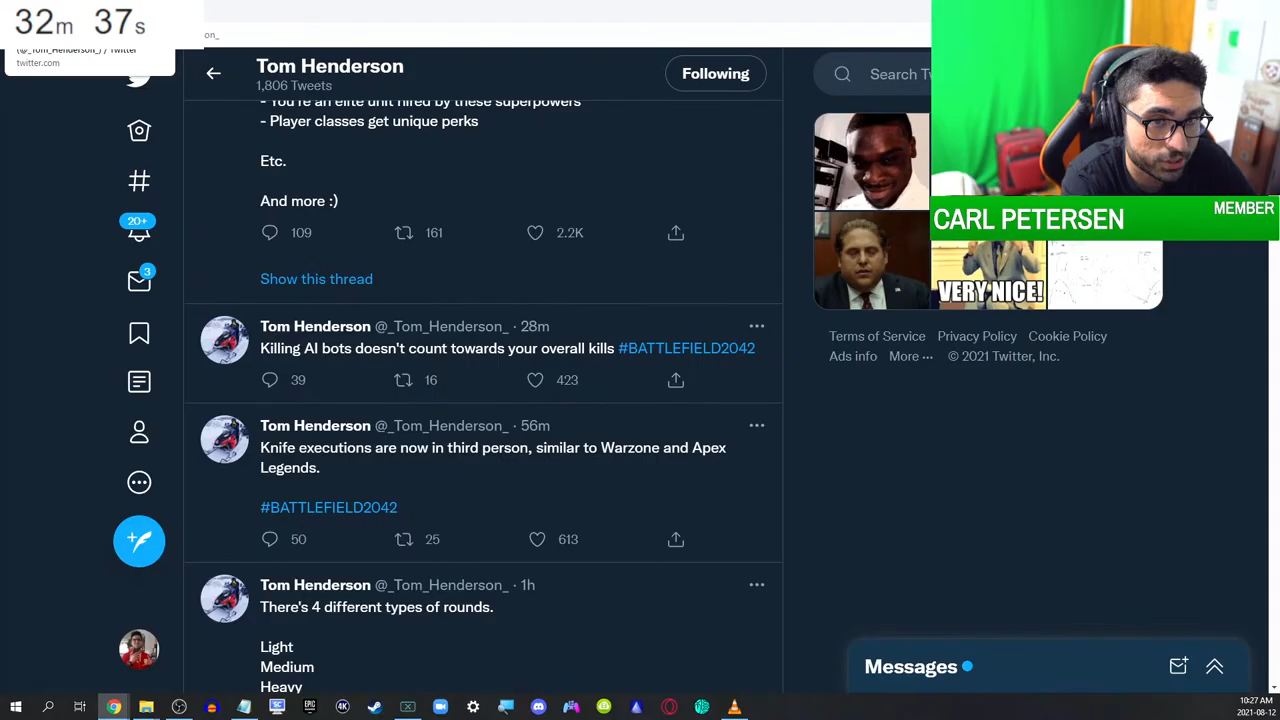 32m 37s
on_
(@_Tom_Henderson_) / Twitter
twitter.com
Tom Henderson
1,806 Tweets
Following
- You're an elite unit hired by these superpowers
- Player classes get unique perks
Etc.
And more :)
109 161 2.2K
Show this thread
Tom Henderson @_Tom_Henderson_ · 28m
Killing AI bots doesn't count towards your overall kills #BATTLEFIELD2042
39 16 423
Tom Henderson @_Tom_Henderson_ · 56m
Knife executions are now in third person, similar to Warzone and Apex
Legends.
#BATTLEFIELD2042
50 25 613
Tom Henderson @_Tom_Henderson_ · 1h
There's 4 different types of rounds.
Light
Medium
Heavy
20+
3
Search Tw
MEMBER
CARL PETERSEN
VERY NICE!
Terms of Service Privacy Policy Cookie Policy
Ads info More ··· © 2021 Twitter, Inc.
Messages
10:27 AM
2021-08-12